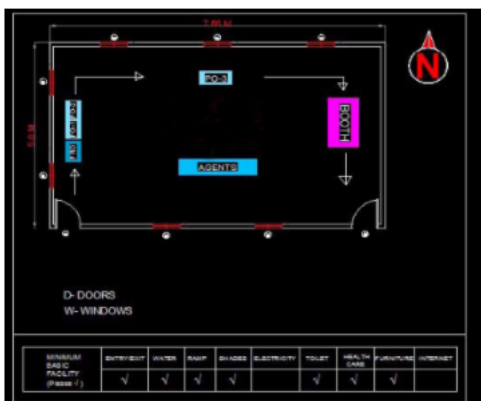 N
PO-3
BOOTH
AGENTS
D- DOORS
W- WINDOWS
MINIMUM BASIC FACILITY (Please √ )
ENTRY/EXIT WATER RAMP SHADES ELECTRICITY TOILET HEALTH CARE FURNITURE INTERNET
√ √ √ √ √ √ √